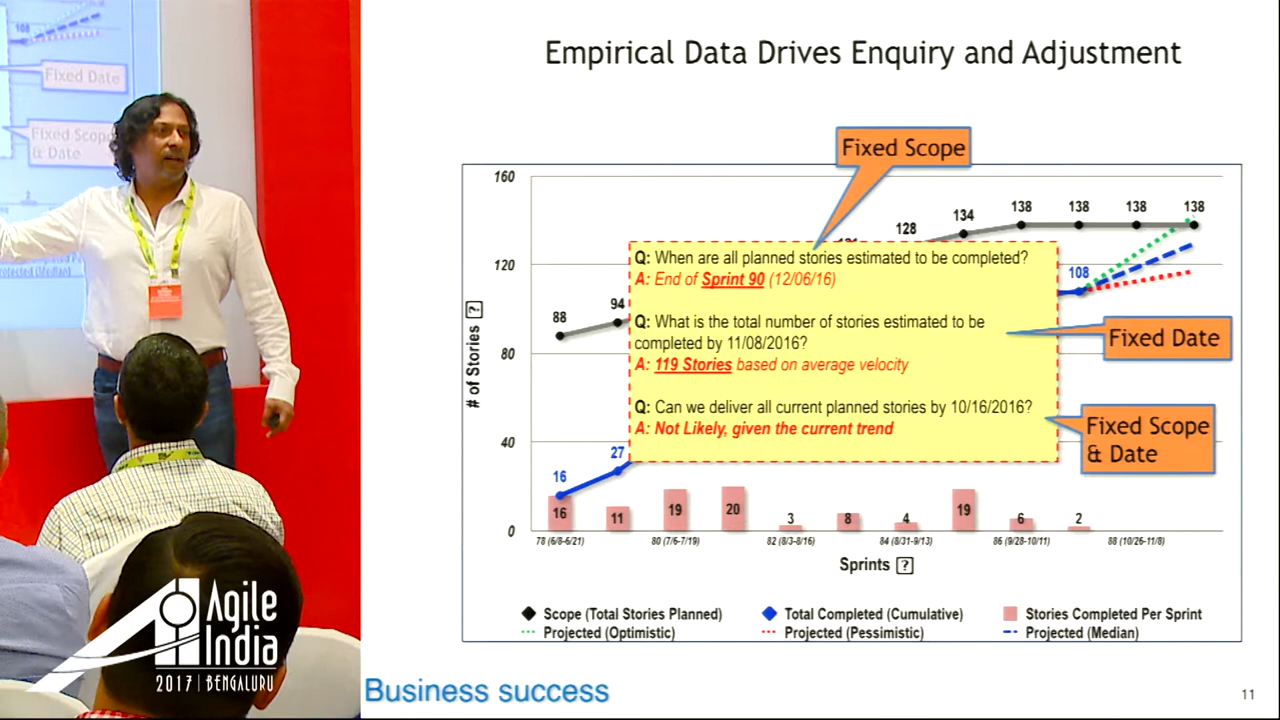 108
Fixed Date
Fixed Scope
& Date
(Median)
Agile
India
2017 | BENGALURU
Empirical Data Drives Enquiry and Adjustment
Fixed Scope
160
120
80
40
0
# of Stories ?
88
94
128
134
138
138
138
138
108
Q: When are all planned stories estimated to be completed?
A: End of Sprint 90 (12/06/16)
Q: What is the total number of stories estimated to be
completed by 11/08/2016?
A: 119 Stories based on average velocity
Q: Can we deliver all current planned stories by 10/16/2016?
A: Not Likely, given the current trend
Fixed Date
Fixed Scope
& Date
16
27
16
11
19
20
3
8
4
19
6
2
78 (6/8-6/21)
80 (7/6-7/19)
82 (8/3-8/16)
84 (8/31-9/13)
86 (9/28-10/11)
88 (10/26-11/8)
Sprints ?
Scope (Total Stories Planned)
Total Completed (Cumulative)
Stories Completed Per Sprint
Projected (Optimistic)
Projected (Pessimistic)
Projected (Median)
Business success
11